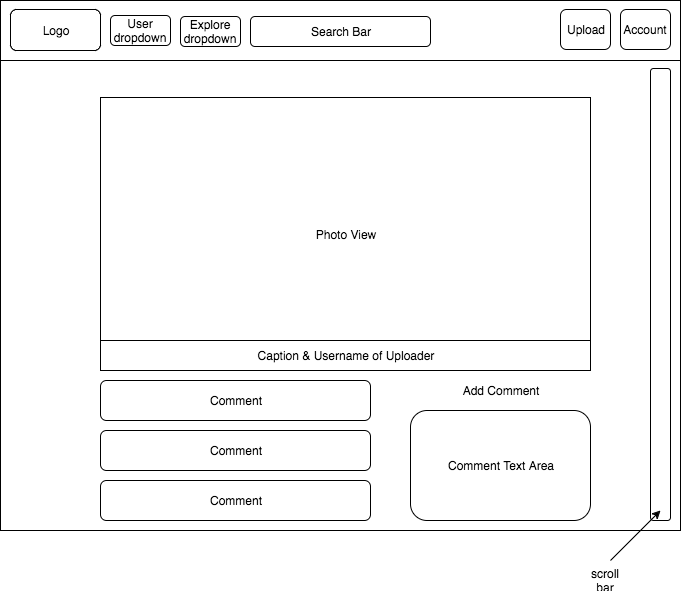 Logo
User
dropdown
Explore
dropdown
Search Bar
Upload
Account
Photo View
Caption & Username of Uploader
Comment
Comment
Comment
Add Comment
Comment Text Area
scroll
bar